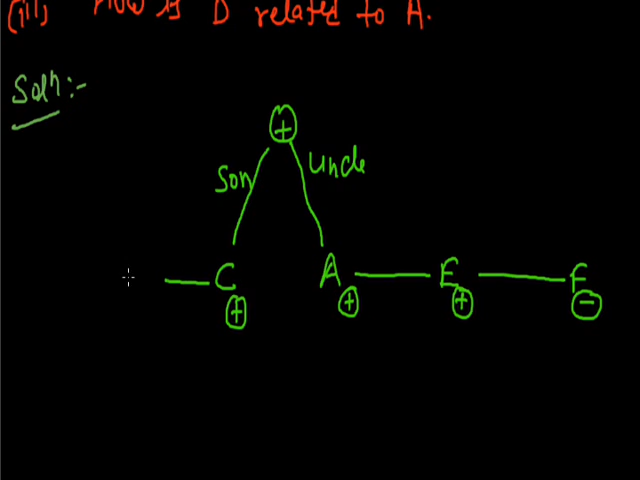 (iii) How is D related to A.
Soln:-
+
Son Uncle
C A E F
+ + + −